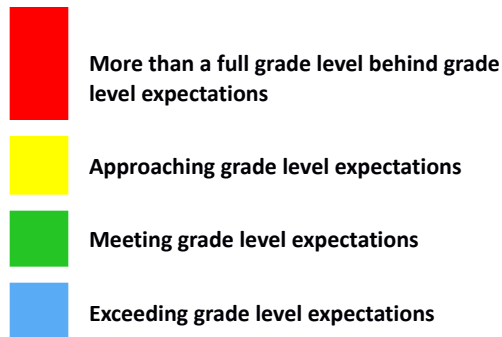 More than a full grade level behind grade
level expectations
Approaching grade level expectations
Meeting grade level expectations
Exceeding grade level expectations